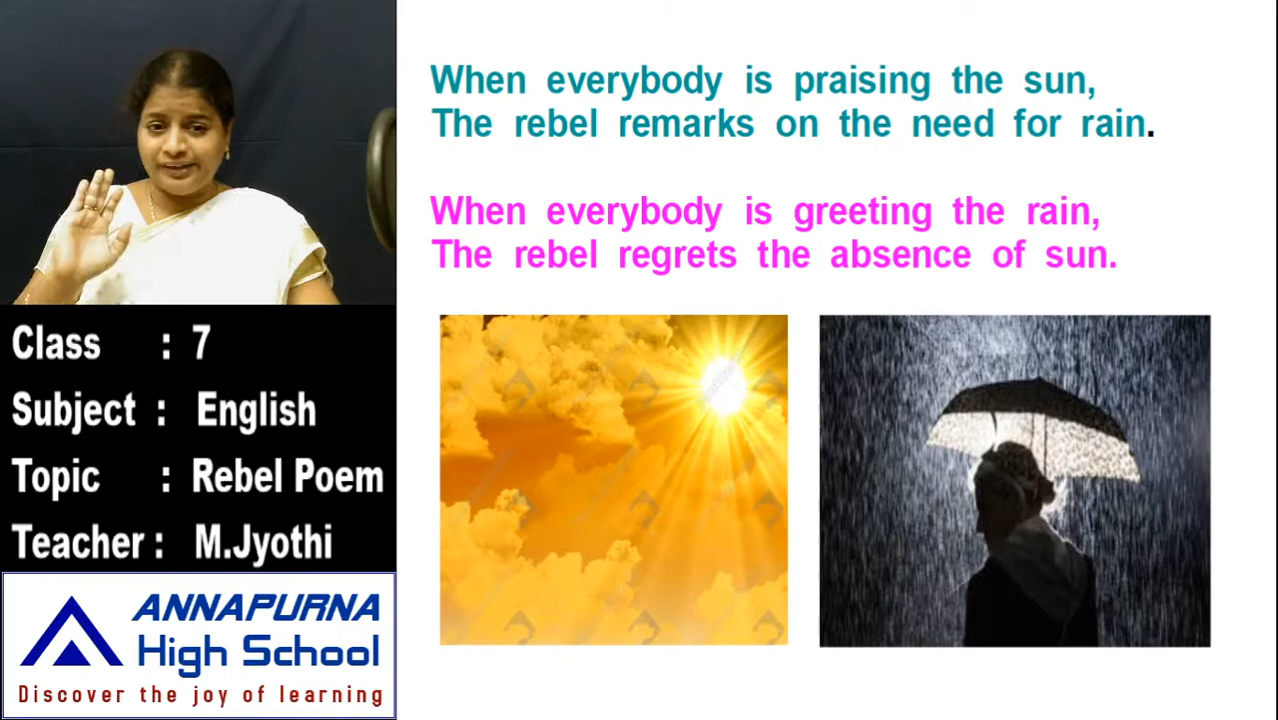 When everybody is praising the sun,
The rebel remarks on the need for rain.
When everybody is greeting the rain,
The rebel regrets the absence of sun.
Class : 7
Subject : English
Topic : Rebel Poem
Teacher : M.Jyothi
ANNAPURNA
High School
Discover the joy of learning